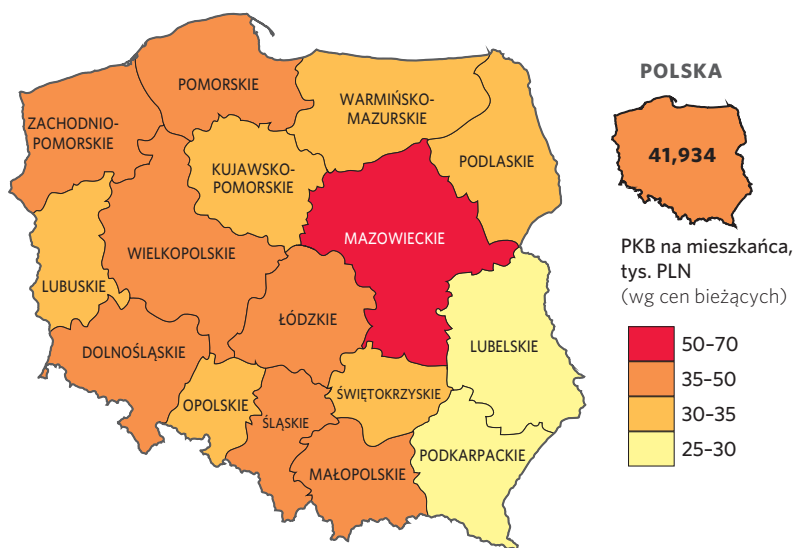 POMORSKIE
ZACHODNIO-
POMORSKIE
WARMIŃSKO-
MAZURSKIE
KUJAWSKO-
POMORSKIE
PODLASKIE
MAZOWIECKIE
WIELKOPOLSKIE
LUBUSKIE
ŁÓDZKIE
DOLNOŚLĄSKIE
LUBELSKIE
OPOLSKIE
ŚWIĘTOKRZYSKIE
ŚLĄSKIE
MAŁOPOLSKIE
PODKARPACKIE
POLSKA
41,934
PKB na mieszkańca,
tys. PLN
(wg cen bieżących)
50–70
35–50
30–35
25–30